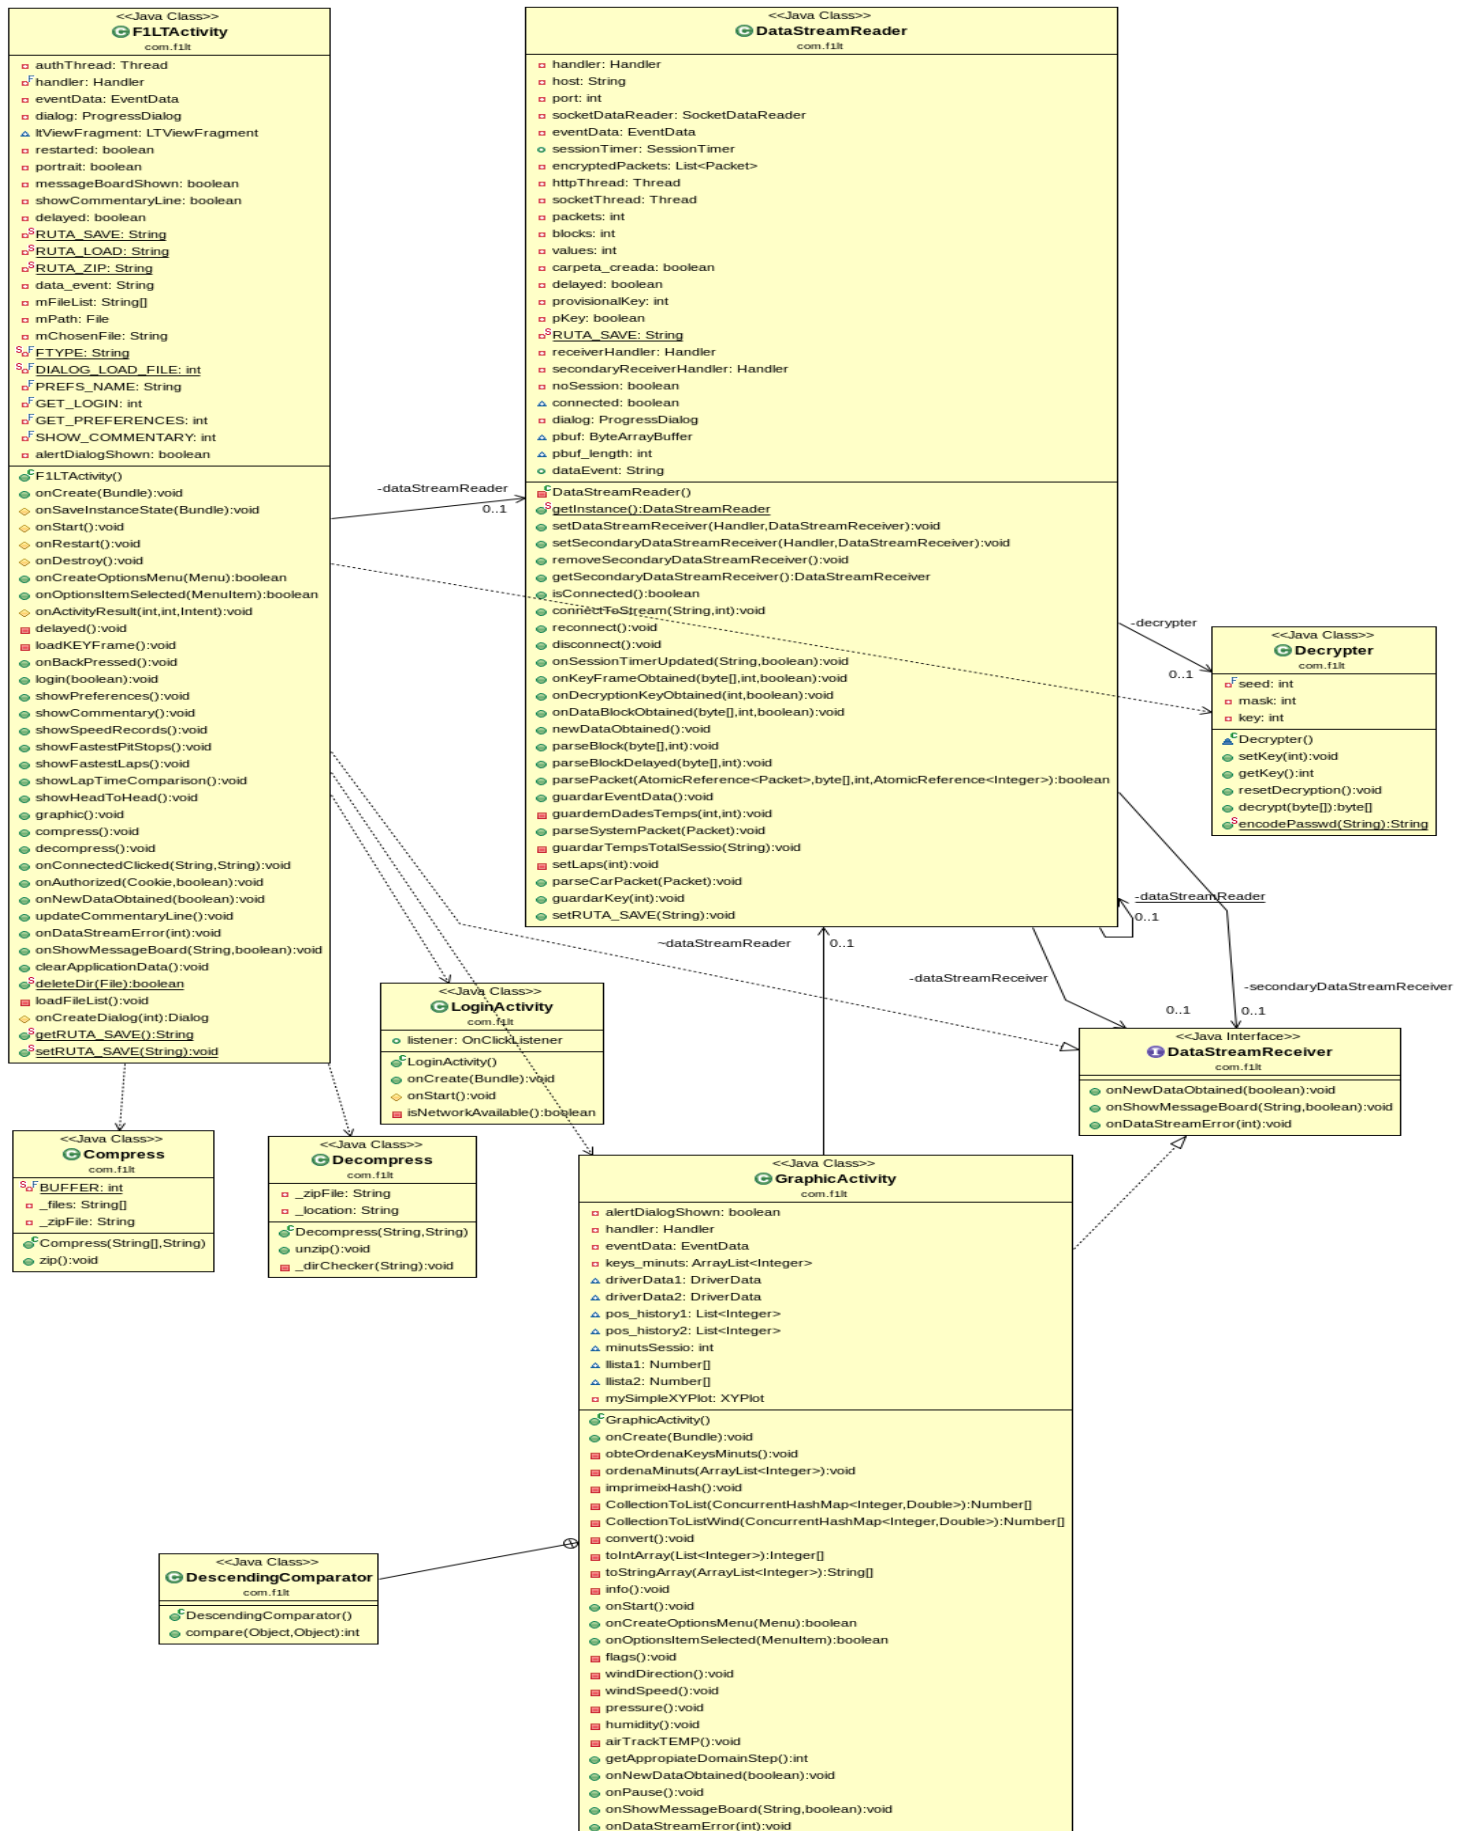 <<Java Class>>
F1LTActivity
com.f1lt
authThread: Thread
handler: Handler
eventData: EventData
dialog: ProgressDialog
ltViewFragment: LTViewFragment
restarted: boolean
portrait: boolean
messageBoardShown: boolean
showCommentaryLine: boolean
delayed: boolean
RUTA_SAVE: String
RUTA_LOAD: String
RUTA_ZIP: String
data_event: String
mFileList: String[]
mPath: File
mChosenFile: String
FTYPE: String
DIALOG_LOAD_FILE: int
PREFS_NAME: String
GET_LOGIN: int
GET_PREFERENCES: int
SHOW_COMMENTARY: int
alertDialogShown: boolean
F1LTActivity()
onCreate(Bundle):void
onSaveInstanceState(Bundle):void
onStart():void
onRestart():void
onDestroy():void
onCreateOptionsMenu(Menu):boolean
onOptionsItemSelected(MenuItem):boolean
onActivityResult(int,int,Intent):void
delayed():void
loadKEYFrame():void
onBackPressed():void
login(boolean):void
showPreferences():void
showCommentary():void
showSpeedRecords():void
showFastestPitStops():void
showFastestLaps():void
showLapTimeComparison():void
showHeadToHead():void
graphic():void
compress():void
decompress():void
onConnectedClicked(String,String):void
onAuthorized(Cookie,boolean):void
onNewDataObtained(boolean):void
updateCommentaryLine():void
onDataStreamError(int):void
onShowMessageBoard(String,boolean):void
clearApplicationData():void
deleteDir(File):boolean
loadFileList():void
onCreateDialog(int):Dialog
getRUTA_SAVE():String
setRUTA_SAVE(String):void
<<Java Class>>
DataStreamReader
com.f1lt
handler: Handler
host: String
port: int
socketDataReader: SocketDataReader
eventData: EventData
sessionTimer: SessionTimer
encryptedPackets: List<Packet>
httpThread: Thread
socketThread: Thread
packets: int
blocks: int
values: int
carpeta_creada: boolean
delayed: boolean
provisionalKey: int
pKey: boolean
RUTA_SAVE: String
receiverHandler: Handler
secondaryReceiverHandler: Handler
noSession: boolean
connected: boolean
dialog: ProgressDialog
pbuf: ByteArrayBuffer
pbuf_length: int
dataEvent: String
DataStreamReader()
getInstance():DataStreamReader
setDataStreamReceiver(Handler,DataStreamReceiver):void
setSecondaryDataStreamReceiver(Handler,DataStreamReceiver):void
removeSecondaryDataStreamReceiver():void
getSecondaryDataStreamReceiver():DataStreamReceiver
isConnected():boolean
connectToStream(String,int):void
reconnect():void
disconnect():void
onSessionTimerUpdated(String,boolean):void
onKeyFrameObtained(byte[],int,boolean):void
onDecryptionKeyObtained(int,boolean):void
onDataBlockObtained(byte[],int,boolean):void
newDataObtained():void
parseBlock(byte[],int):void
parseBlockDelayed(byte[],int):void
parsePacket(AtomicReference<Packet>,byte[],int,AtomicReference<Integer>):boolean
guardarEventData():void
guardemDadesTemps(int,int):void
parseSystemPacket(Packet):void
guardarTempsTotalSessio(String):void
setLaps(int):void
parseCarPacket(Packet):void
guardarKey(int):void
setRUTA_SAVE(String):void
-dataStreamReader
0..1
-decrypter
0..1
<<Java Class>>
Decrypter
com.f1lt
seed: int
mask: int
key: int
Decrypter()
setKey(int):void
getKey():int
resetDecryption():void
decrypt(byte[]):byte[]
encodePasswd(String):String
-dataStreamReader
0..1
~dataStreamReader
0..1
-dataStreamReceiver
0..1
-secondaryDataStreamReceiver
0..1
<<Java Class>>
LoginActivity
com.f1lt
listener: OnClickListener
LoginActivity()
onCreate(Bundle):void
onStart():void
isNetworkAvailable():boolean
<<Java Interface>>
DataStreamReceiver
com.f1lt
onNewDataObtained(boolean):void
onShowMessageBoard(String,boolean):void
onDataStreamError(int):void
<<Java Class>>
Compress
com.f1lt
BUFFER: int
_files: String[]
_zipFile: String
Compress(String[],String)
zip():void
<<Java Class>>
Decompress
com.f1lt
_zipFile: String
_location: String
Decompress(String,String)
unzip():void
_dirChecker(String):void
<<Java Class>>
GraphicActivity
com.f1lt
alertDialogShown: boolean
handler: Handler
eventData: EventData
keys_minuts: ArrayList<Integer>
driverData1: DriverData
driverData2: DriverData
pos_history1: List<Integer>
pos_history2: List<Integer>
minutsSessio: int
llista1: Number[]
llista2: Number[]
mySimpleXYPlot: XYPlot
GraphicActivity()
onCreate(Bundle):void
obteOrdenaKeysMinuts():void
ordenaMinuts(ArrayList<Integer>):void
imprimeixHash():void
CollectionToList(ConcurrentHashMap<Integer,Double>):Number[]
CollectionToListWind(ConcurrentHashMap<Integer,Double>):Number[]
convert():void
toIntArray(List<Integer>):Integer[]
toStringArray(ArrayList<Integer>):String[]
info():void
onStart():void
onCreateOptionsMenu(Menu):boolean
onOptionsItemSelected(MenuItem):boolean
flags():void
windDirection():void
windSpeed():void
pressure():void
humidity():void
airTrackTEMP():void
getAppropiateDomainStep():int
onNewDataObtained(boolean):void
onPause():void
onShowMessageBoard(String,boolean):void
onDataStreamError(int):void
<<Java Class>>
DescendingComparator
com.f1lt
DescendingComparator()
compare(Object,Object):int